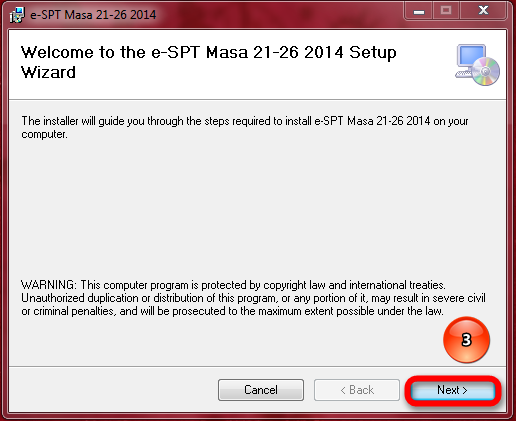 e-SPT Masa 21-26 2014
Welcome to the e-SPT Masa 21-26 2014 Setup
Wizard
The installer will guide you through the steps required to install e-SPT Masa 21-26 2014 on your
computer.
WARNING: This computer program is protected by copyright law and international treaties.
Unauthorized duplication or distribution of this program, or any portion of it, may result in severe civil
or criminal penalties, and will be prosecuted to the maximum extent possible under the law.
3
Cancel
< Back
Next >